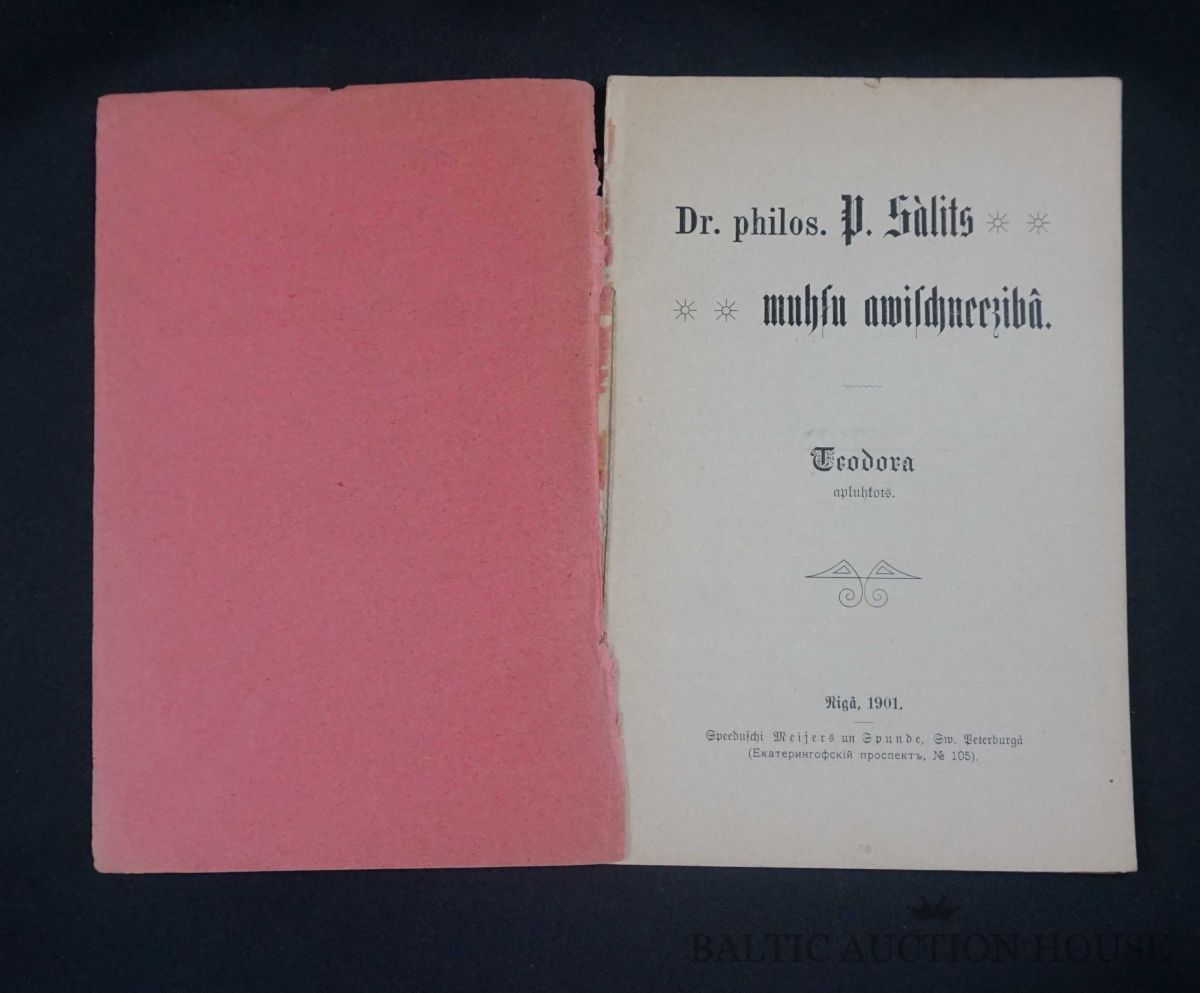 Dr. philos. P. Sàlits
muhſu awiſchneezibâ.
Teodora
apluhkots.
Rigâ, 1901.
Speeduſchi Meijers un Spunde, Sw. Peterburgâ
(Екатерингофскій проспектъ, № 105).
BALTIC AUCTION HOUSE